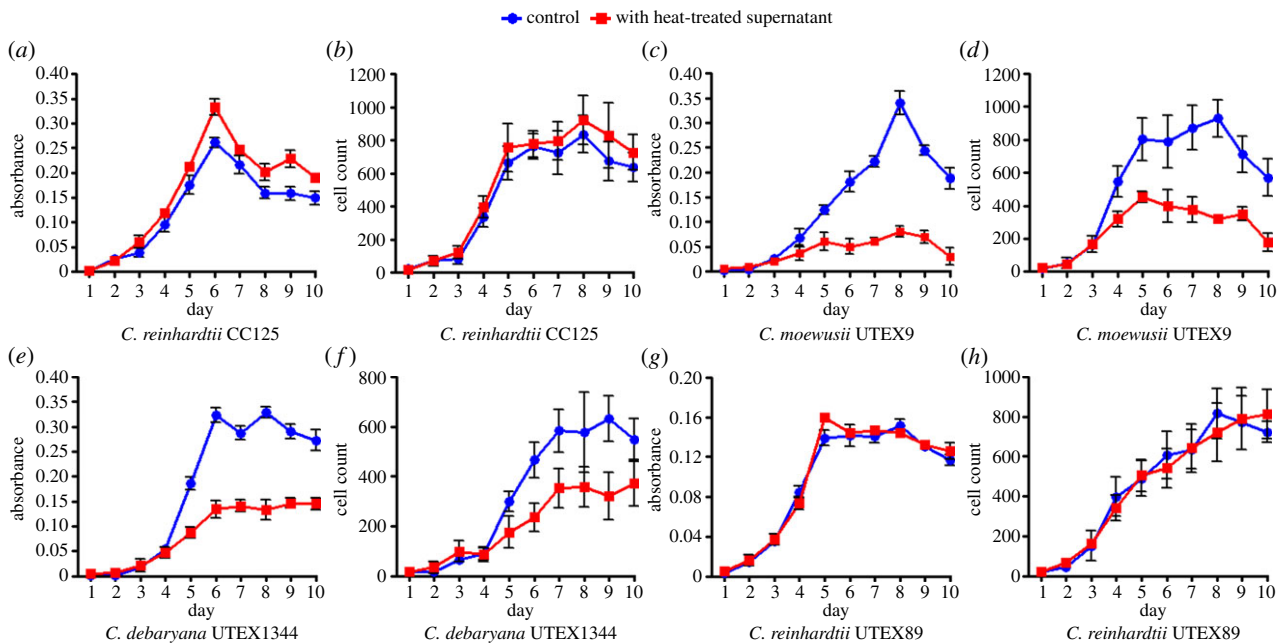 control with heat-treated supernatant
(a) (b) (c) (d)
0.40 1200 0.40 1200
0.35 1000 0.35 1000
0.30 800 0.30 800
0.25 600 0.25 600
0.20 400 0.20 400
0.15 200 0.15 200
0.10 0 0.10 0
0.05 0.05
0 0
absorbance cell count absorbance cell count
1 2 3 4 5 6 7 8 9 10 1 2 3 4 5 6 7 8 9 10 1 2 3 4 5 6 7 8 9 10 1 2 3 4 5 6 7 8 9 10
day day day day
C. reinhardtii CC125 C. reinhardtii CC125 C. moewusii UTEX9 C. moewusii UTEX9
(e) (f) (g) (h)
0.40 800 0.20 1000
0.35 600 0.16 800
0.30 400 0.12 600
0.25 200 0.08 400
0.20 0 0.04 200
0.15 0 0
0.10
0.05
0
absorbance cell count absorbance cell count
1 2 3 4 5 6 7 8 9 10 1 2 3 4 5 6 7 8 9 10 1 2 3 4 5 6 7 8 9 10 1 2 3 4 5 6 7 8 9 10
day day day day
C. debaryana UTEX1344 C. debaryana UTEX1344 C. reinhardtii UTEX89 C. reinhardtii UTEX89